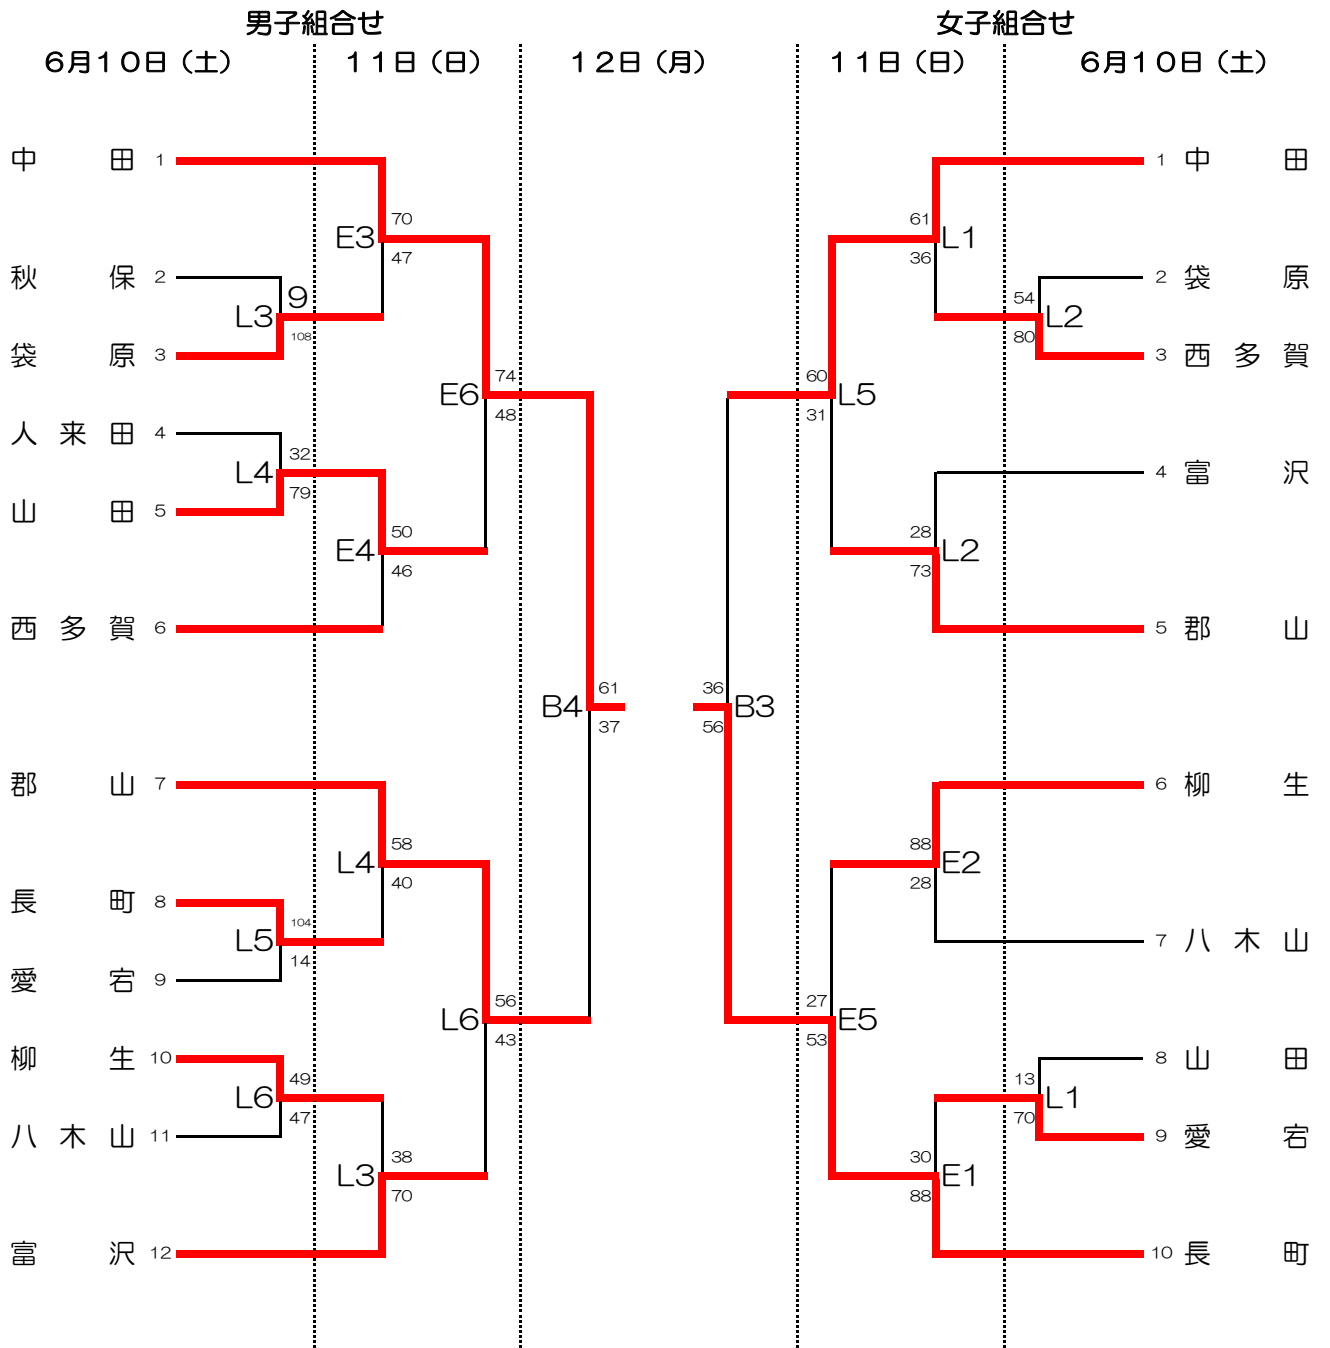 男子組合せ 女子組合せ
6月10日（土） 11日（日） 12日（月） 11日（日） 6月10日（土）
中田 1 1 中田
70 61
E3 L1
47 36
秋保 2 2 袋原
9 54
L3 L2
108 80
袋原 3 3 西多賀
74 60
E6 L5
48 31
人来田 4
32
L4 4 富沢
79
山田 5
50 28
E4 L2
46 73
西多賀 6 5 郡山
61 36
B4 B3
37 56
郡山 7 6 柳生
58 88
L4 E2
40 28
長町 8
104
L5 7 八木山
14
愛宕 9
56 27
L6 E5
43 53
柳生 10 8 山田
49 13
L6 L1
47 70
八木山 11 9 愛宕
38 30
L3 E1
70 88
富沢 12 10 長町